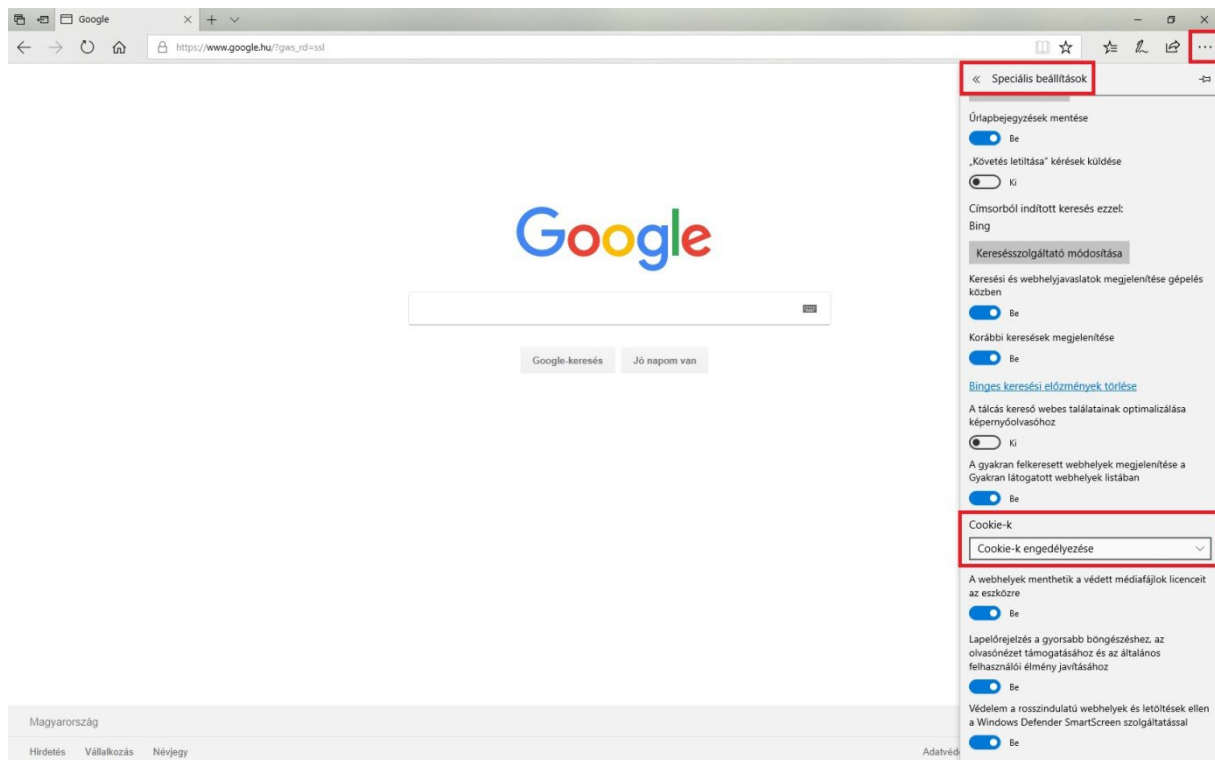 Google
https://www.google.hu/?gws_rd=ssl
Speciális beállítások
Űrlapbejegyzések mentése
Be
„Követés letiltása" kérések küldése
Ki
Címsorból indított keresés ezzel:
Bing
Keresésszolgáltató módosítása
Keresési és webhelyjavaslatok megjelenítése gépelés
közben
Be
Korábbi keresések megjelenítése
Be
Binges keresési előzmények törlése
A tálcás kereső webes találatainak optimalizálása
képernyőolvasóhoz
Ki
A gyakran felkeresett webhelyek megjelenítése a
Gyakran látogatott webhelyek listában
Be
Cookie-k
Cookie-k engedélyezése
A webhelyek menthetik a védett médiafájlok licenceit
az eszközre
Be
Lapelőrejelzés a gyorsabb böngészéshez, az
olvasónézet támogatásához és az általános
felhasználói élmény javításához
Be
Védelem a rosszindulatú webhelyek és letöltések ellen
a Windows Defender SmartScreen szolgáltatással
Be
Google
Google-keresés Jó napom van
Magyarország
Hirdetés Vállalkozás Névjegy Adatvéd